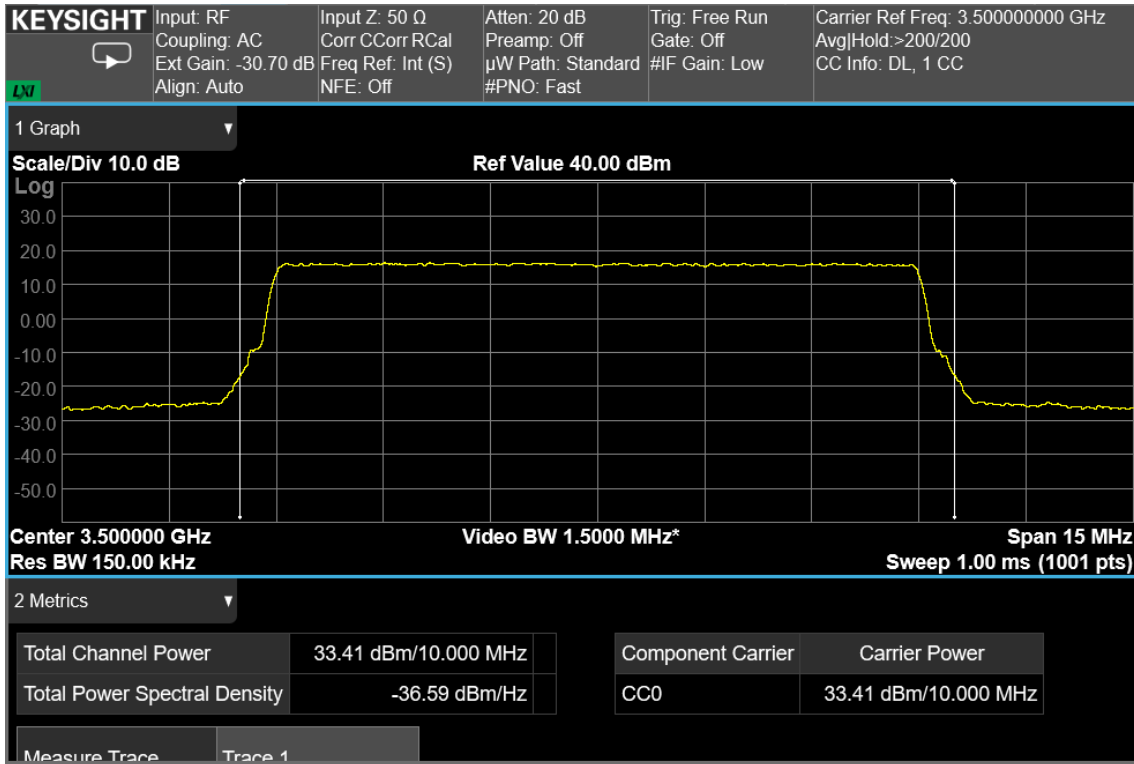 KEYSIGHT Input: RF Input Z: 50 Ω Atten: 20 dB Trig: Free Run Carrier Ref Freq: 3.500000000 GHz
Coupling: AC Corr CCorr RCal Preamp: Off Gate: Off Avg|Hold:>200/200
Ext Gain: -30.70 dB Freq Ref: Int (S) µW Path: Standard #IF Gain: Low CC Info: DL, 1 CC
LXI Align: Auto NFE: Off #PNO: Fast
1 Graph
Scale/Div 10.0 dB Ref Value 40.00 dBm
Log
30.0
20.0
10.0
0.00
-10.0
-20.0
-30.0
-40.0
-50.0
Center 3.500000 GHz Video BW 1.5000 MHz* Span 15 MHz
Res BW 150.00 kHz Sweep 1.00 ms (1001 pts)
2 Metrics
Total Channel Power 33.41 dBm/10.000 MHz Component Carrier Carrier Power
Total Power Spectral Density -36.59 dBm/Hz CC0 33.41 dBm/10.000 MHz
Measure Trace Trace 1